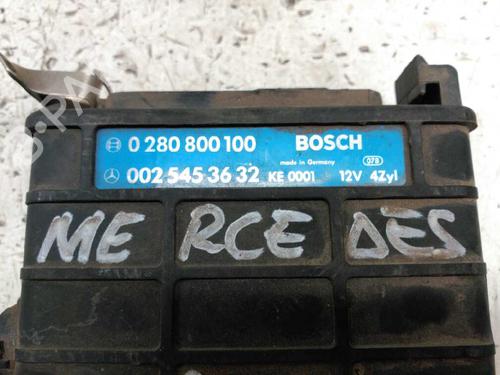 0 280 800 100 BOSCH
made in Germany 078
002 545 36 32 KE 0001 12V 4Zyl
ME RCE DES